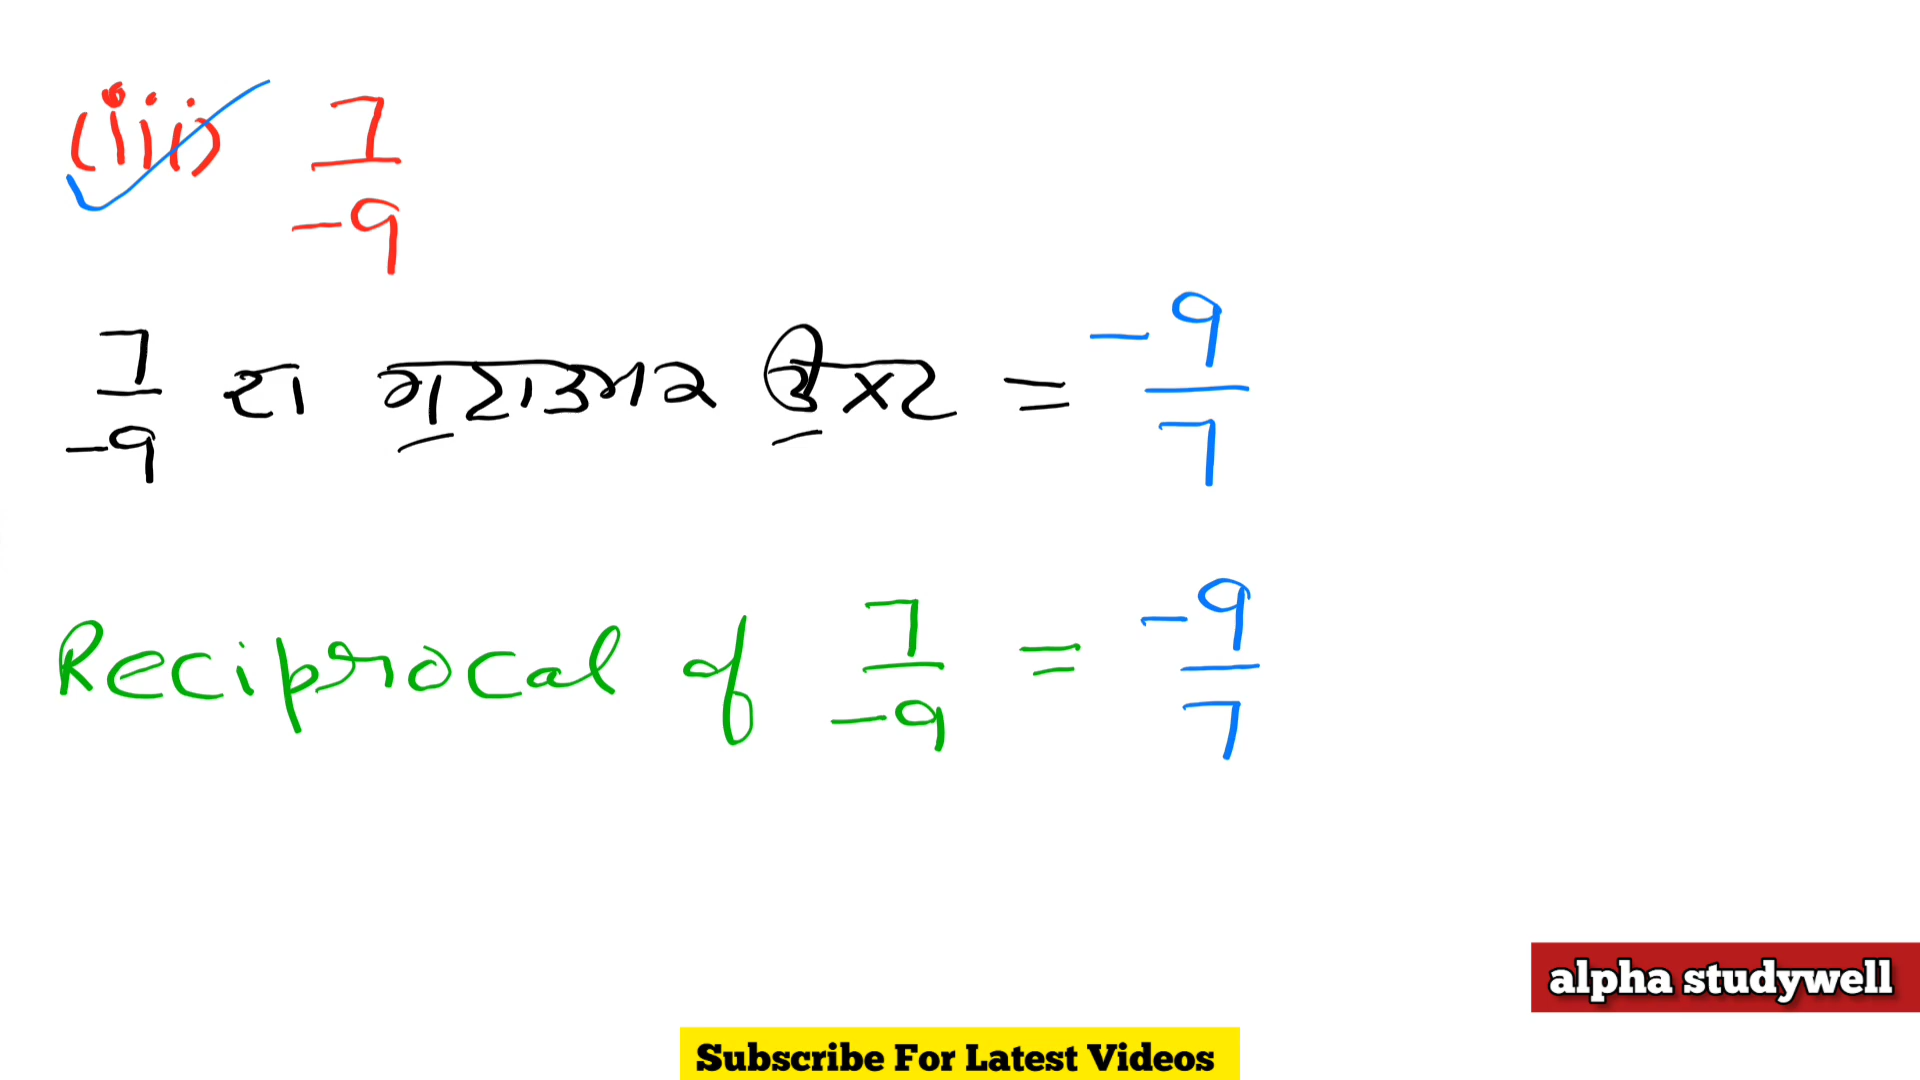 (iii) 7/-9
7/-9 ਦਾ ਗੁਣਾਤਮਕ ਉਲਟ = -9/7
Reciprocal of 7/-9 = -9/7
alpha studywell
Subscribe For Latest Videos